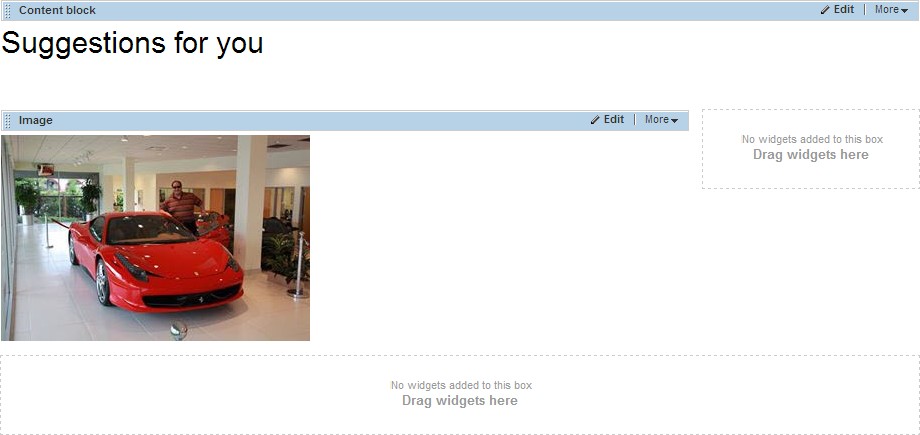 Content block Edit | More
Suggestions for you
Image Edit | More
No widgets added to this box
Drag widgets here
No widgets added to this box
Drag widgets here